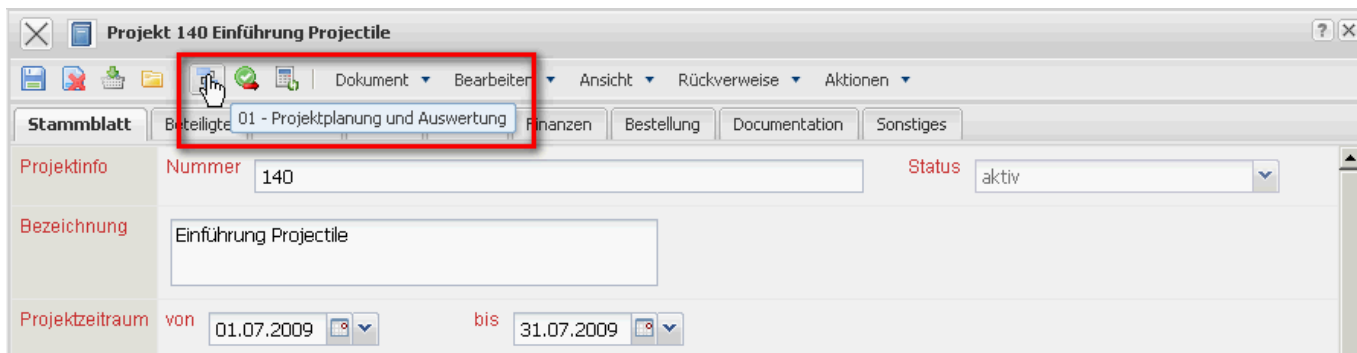 Projekt 140 Einführung Projectile
Dokument Bearbeiten Ansicht Rückverweise Aktionen
01 - Projektplanung und Auswertung
Stammblatt Beteiligte Finanzen Bestellung Documentation Sonstiges
Projektinfo Nummer 140 Status aktiv
Bezeichnung Einführung Projectile
Projektzeitraum von 01.07.2009 bis 31.07.2009